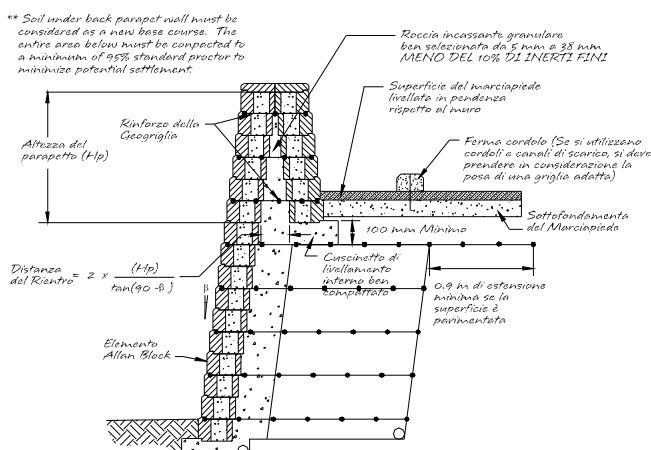 ** Soil under back parapet wall must be
considered as a new base course. The
entire area below must be conpacted to
a minimum of 95% standard proctor to
minimize potential settlement.
Roccia incassante granulare
ben selezionata da 5 mm a 38 mm
MENO DEL 10% DI INERTI FINI
Superficie del marciapiede
livellata in pendenza
rispetto al muro
Rinforzo della
Geogriglia
Altezza del
parapetto (Hp)
Ferma cordolo (Se si utilizzano
cordoli e canali di scarico, si deve
prendere in considerazione la
posa di una griglia adatta)
Sottofondamenta
del Marciapiede
100 mm Minimo
Cuscinetto di
livellamento
interno ben
compattato
Distanza
del Rientro = 2 x (Hp)
tan(90 -β )
0.9 m di estensione
minima se la
superficie è
pavimentata
β
Elemento
Allan Block